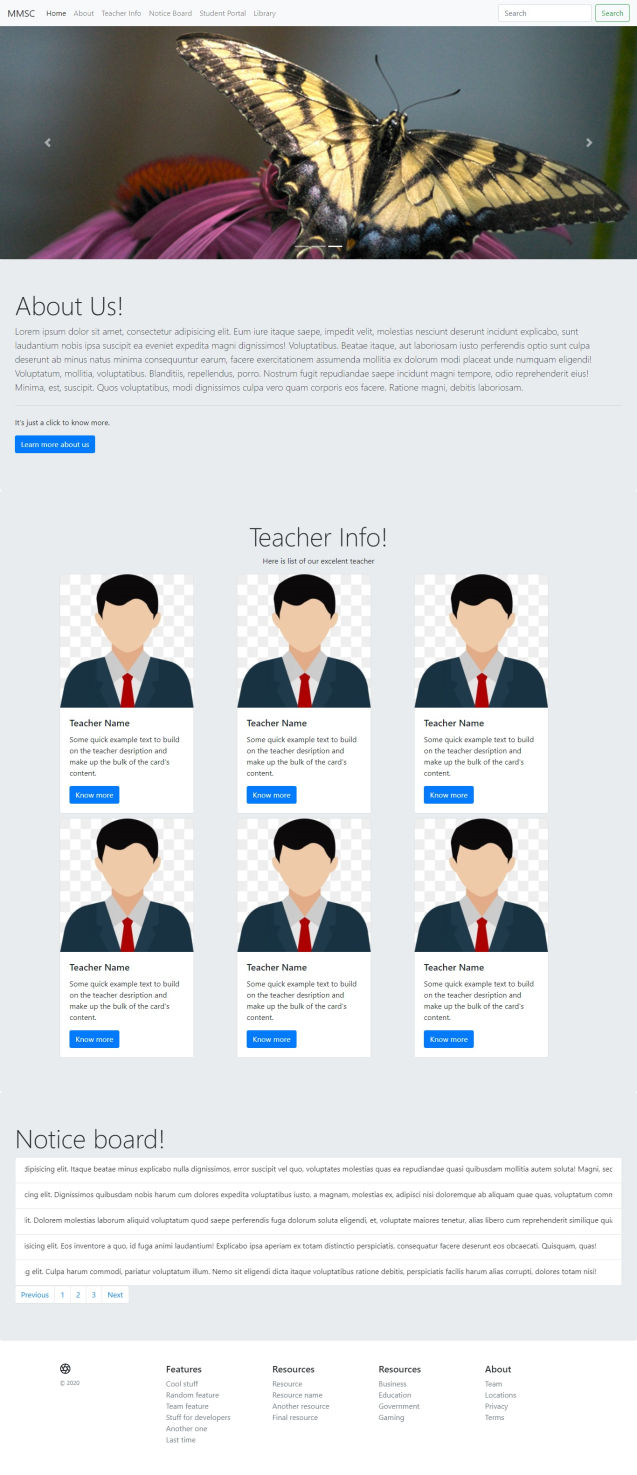 MMSC Home About Teacher Info Notice Board Student Portal Library Search Search
About Us!
Lorem ipsum dolor sit amet, consectetur adipisicing elit. Eum iure itaque saepe, impedit velit, molestias nesciunt deserunt incidunt explicabo, sunt
laudantium nobis ipsa suscipit ea eveniet expedita magni dignissimos! Voluptatibus. Beatae itaque, aut laboriosam iusto perferendis optio sunt culpa
deserunt ab minus natus minima consequuntur earum, facere exercitationem assumenda mollitia ex dolorum modi placeat unde numquam eligendi!
Voluptatum, mollitia, voluptatibus. Blanditiis, repellendus, porro. Nostrum fugit repudiandae saepe incidunt magni tempore, odio reprehenderit eius!
Minima, est, suscipit. Quos voluptatibus, modi dignissimos culpa vero quam corporis eos facere. Ratione magni, debitis laboriosam.
It's just a click to know more.
Learn more about us
Teacher Info!
Here is list of our excelent teacher
Teacher Name
Some quick example text to build
on the teacher desription and
make up the bulk of the card's
content.
Know more
Teacher Name
Some quick example text to build
on the teacher desription and
make up the bulk of the card's
content.
Know more
Teacher Name
Some quick example text to build
on the teacher desription and
make up the bulk of the card's
content.
Know more
Teacher Name
Some quick example text to build
on the teacher desription and
make up the bulk of the card's
content.
Know more
Teacher Name
Some quick example text to build
on the teacher desription and
make up the bulk of the card's
content.
Know more
Teacher Name
Some quick example text to build
on the teacher desription and
make up the bulk of the card's
content.
Know more
Notice board!
dipisicing elit. Itaque beatae minus explicabo nulla dignissimos, error suscipit vel quo, voluptates molestias quas ea repudiandae quasi quibusdam mollitia autem soluta! Magni, sec
cing elit. Dignissimos quibusdam nobis harum cum dolores expedita voluptatibus iusto, a magnam, molestias ex, adipisci nisi doloremque ab aliquam quae quas, voluptatum comm
lit. Dolorem molestias laborum aliquid voluptatum quod saepe perferendis fuga dolorum soluta eligendi, et, voluptate maiores tenetur, alias libero cum reprehenderit similique quia
isicing elit. Eos inventore a quo, id fuga animi laudantium! Explicabo ipsa aperiam ex totam distinctio perspiciatis, consequatur facere deserunt eos obcaecati. Quisquam, quas!
g elit. Culpa harum commodi, pariatur voluptatum illum. Nemo sit eligendi dicta itaque voluptatibus ratione debitis, perspiciatis facilis harum alias corrupti, dolores totam nisi!
Previous 1 2 3 Next
© 2020
Features
Cool stuff
Random feature
Team feature
Stuff for developers
Another one
Last time
Resources
Resource
Resource name
Another resource
Final resource
Resources
Business
Education
Government
Gaming
About
Team
Locations
Privacy
Terms